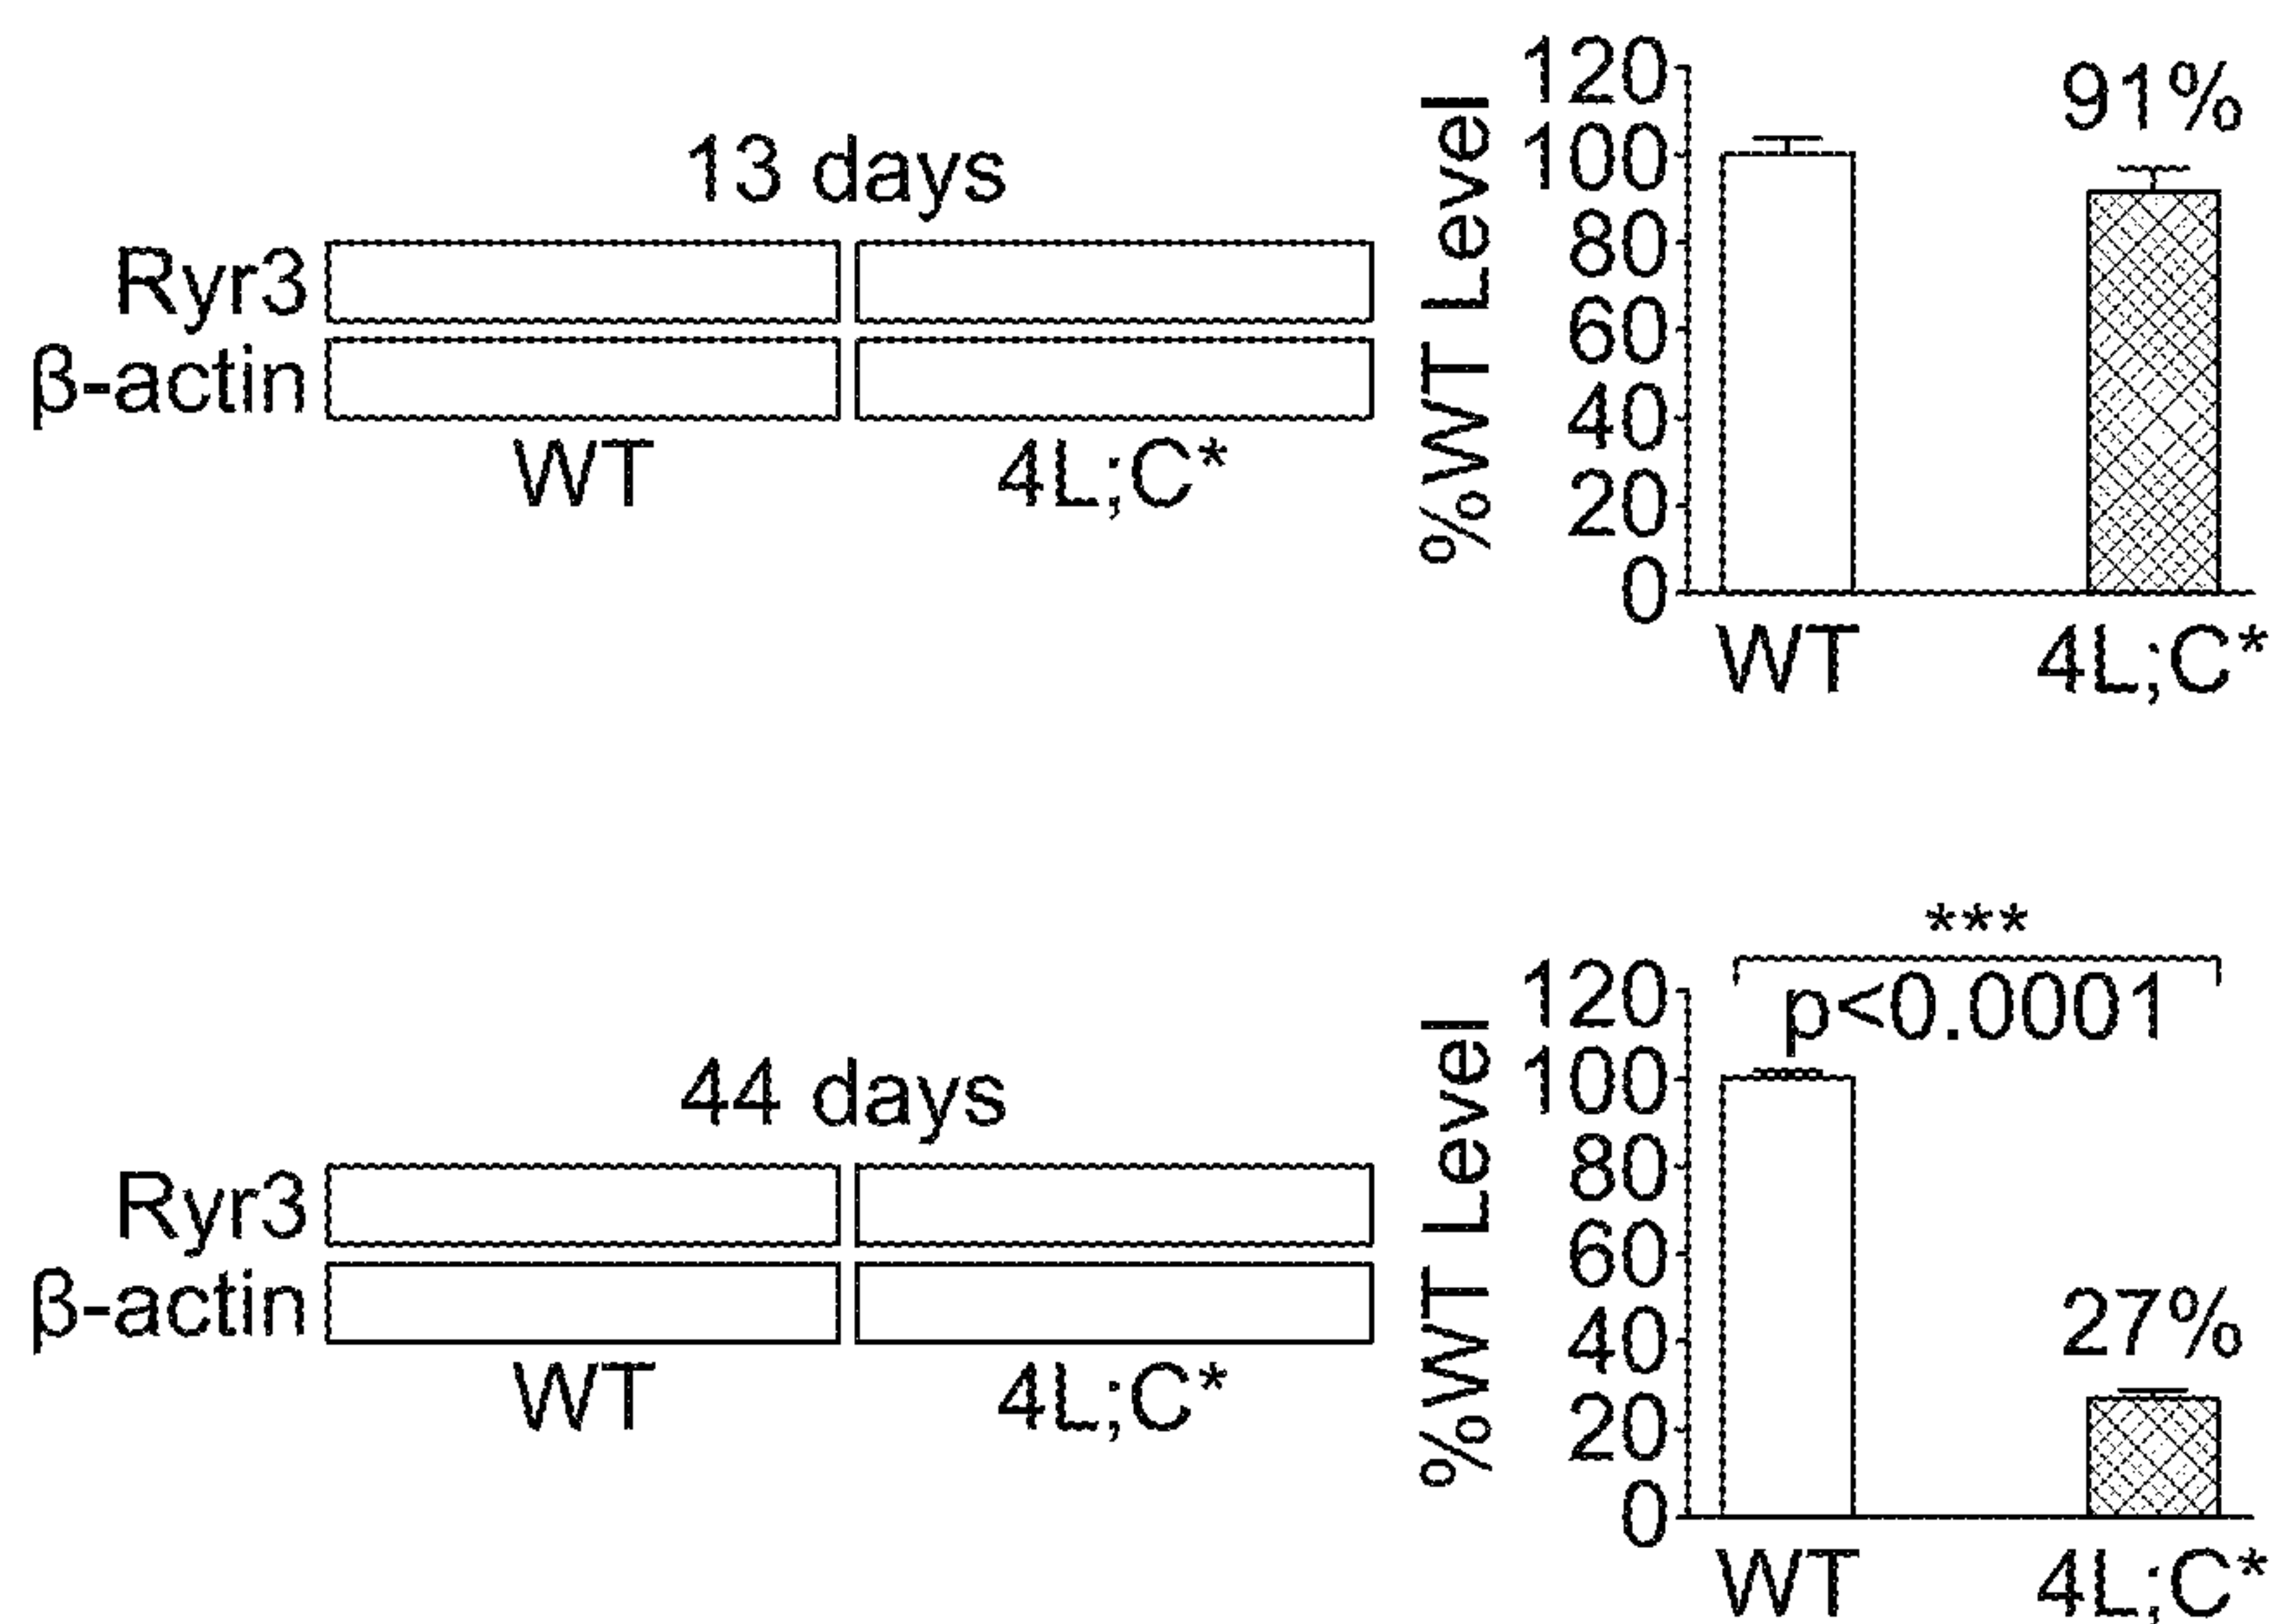 13 days
Ryr3
β-actin
WT 4L;C*
%WT Level
120
100
80
60
40
20
0
91%
WT 4L;C*
44 days
Ryr3
β-actin
WT 4L;C*
%WT Level
120
100
80
60
40
20
0
***
p<0.0001
27%
WT 4L;C*